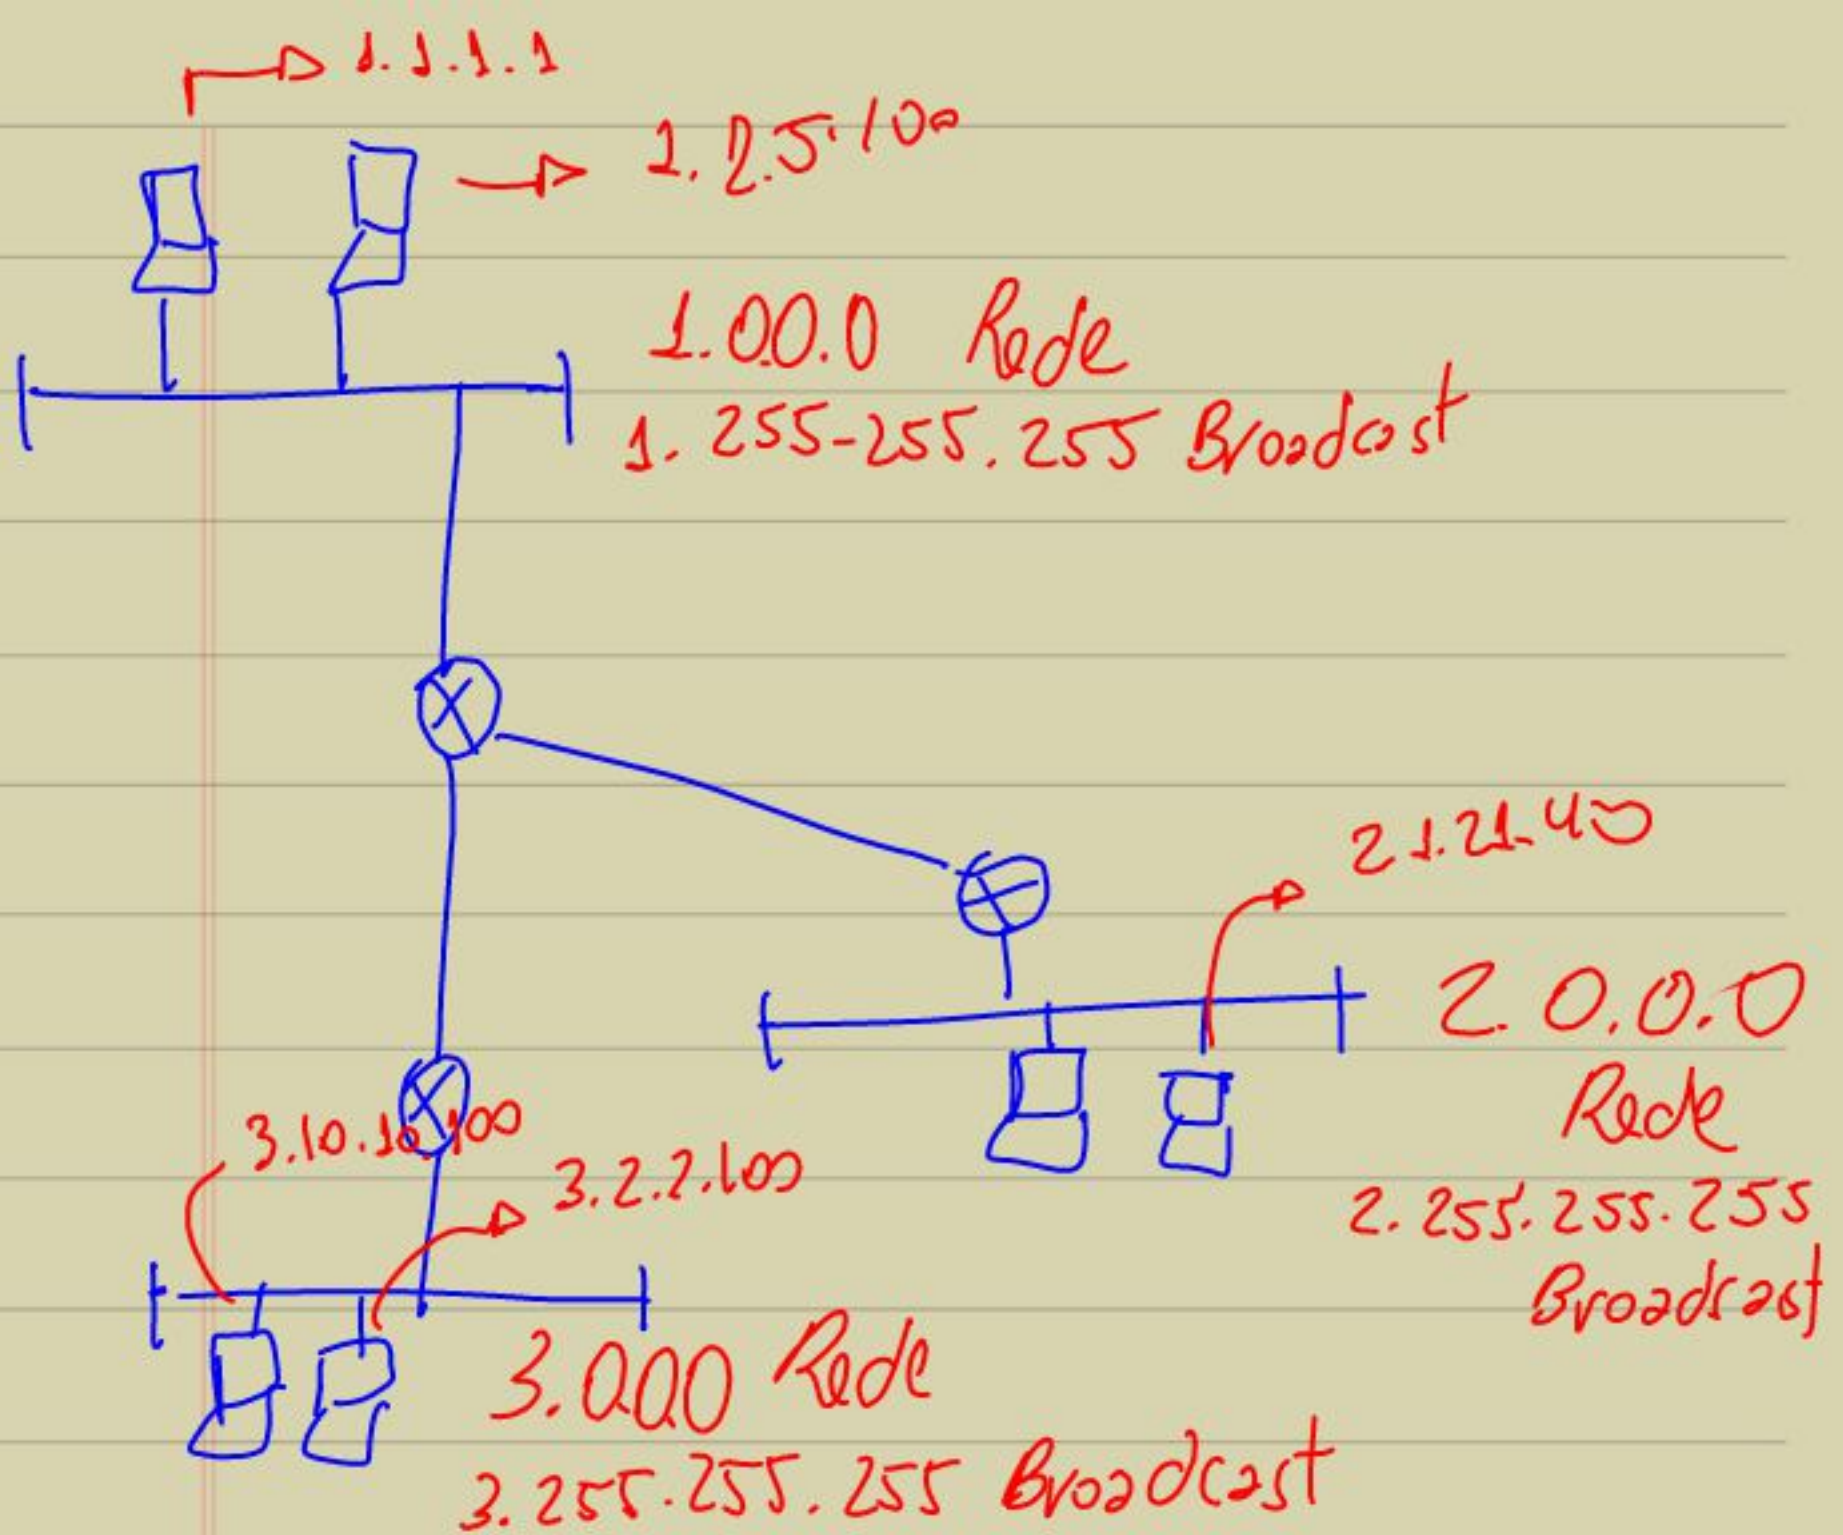 1.1.1.1
1.2.5.100
1.0.0.0 Rede
1.255-255.255 Broadcast
2 1.21.40
2.0.0.0
Rede
2.255.255.255
Broadcast
3.10.10.100
3.2.2.100
3.0.0.0 Rede
3.255.255.255 Broadcast